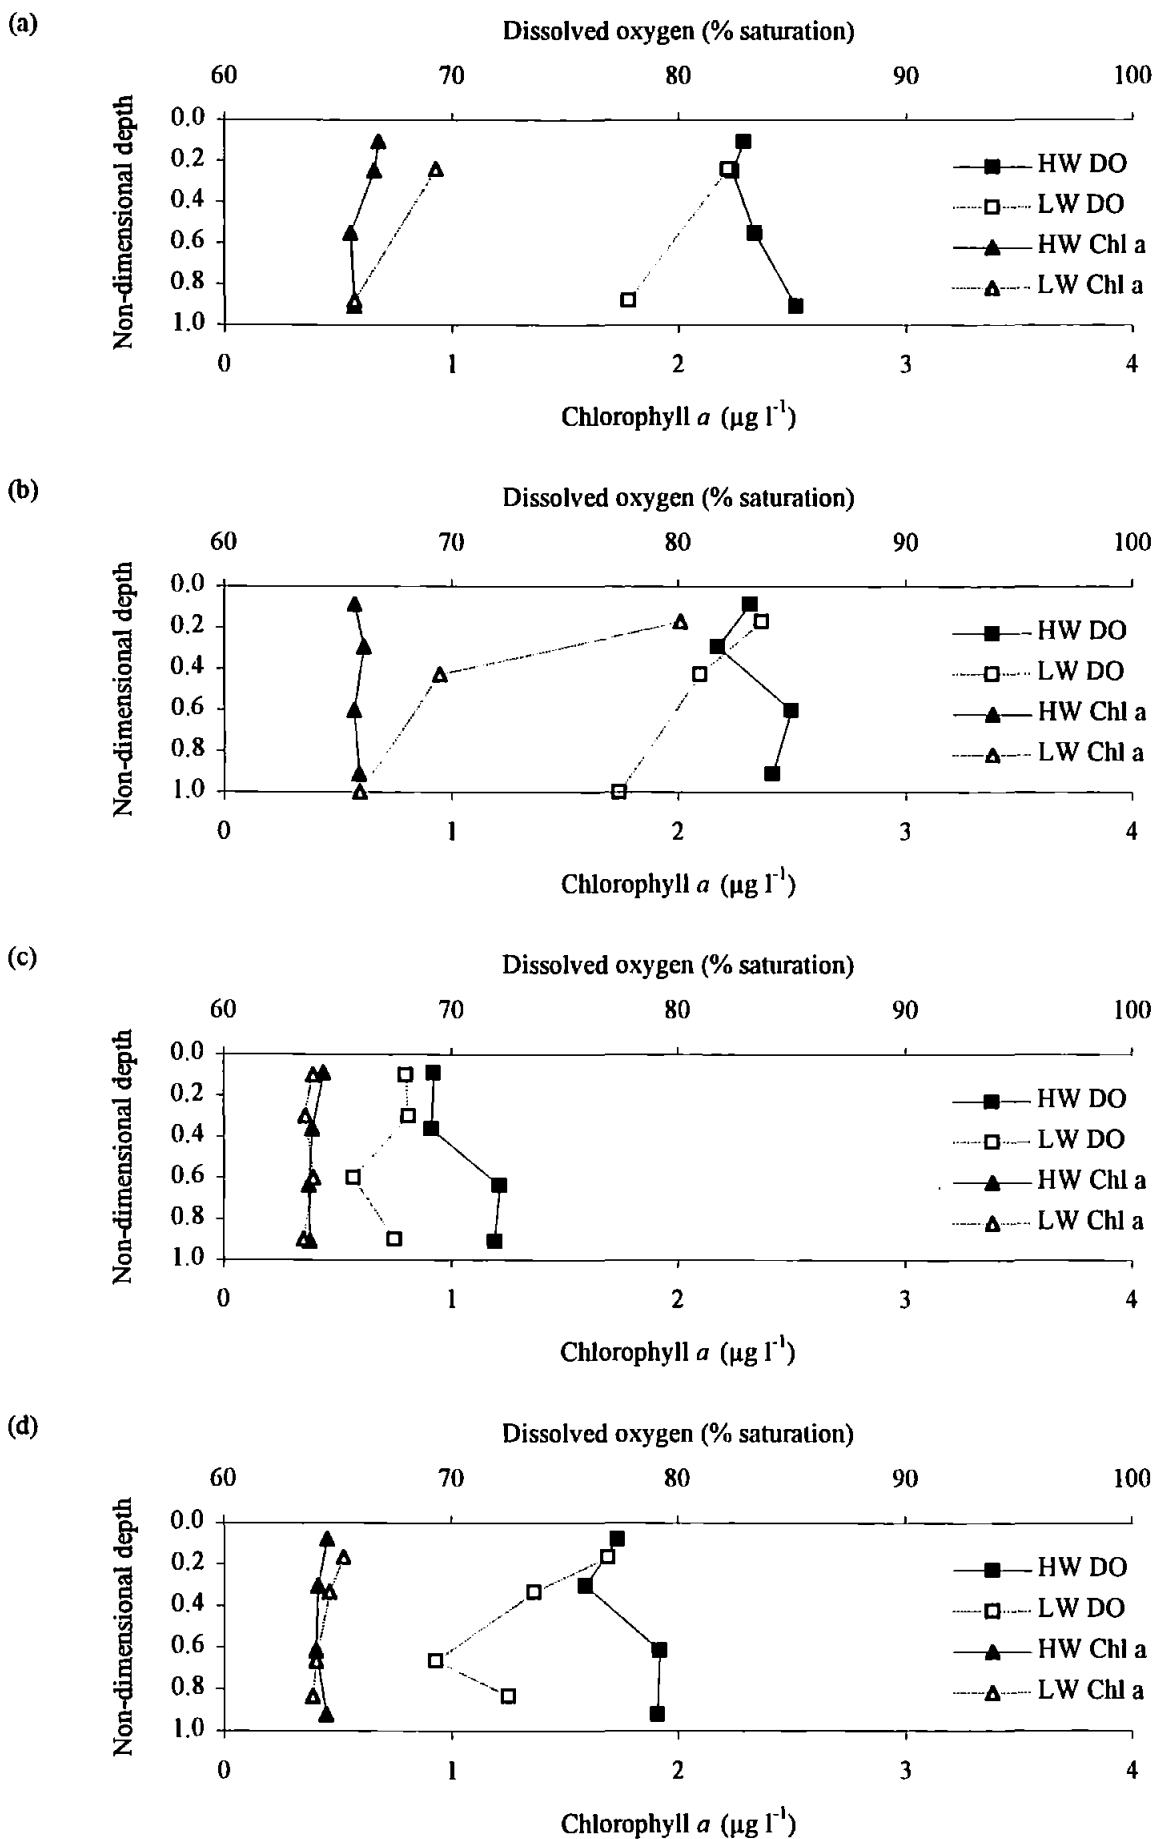 (a)
Dissolved oxygen (% saturation)
60 70 80 90 100
Non-dimensional depth
0.0
0.2
0.4
0.6
0.8
1.0
HW DO
LW DO
HW Chl a
LW Chl a
0 1 2 3 4
Chlorophyll a (µg l⁻¹)
(b)
Dissolved oxygen (% saturation)
60 70 80 90 100
Non-dimensional depth
0.0
0.2
0.4
0.6
0.8
1.0
HW DO
LW DO
HW Chl a
LW Chl a
0 1 2 3 4
Chlorophyll a (µg l⁻¹)
(c)
Dissolved oxygen (% saturation)
60 70 80 90 100
Non-dimensional depth
0.0
0.2
0.4
0.6
0.8
1.0
HW DO
LW DO
HW Chl a
LW Chl a
0 1 2 3 4
Chlorophyll a (µg l⁻¹)
(d)
Dissolved oxygen (% saturation)
60 70 80 90 100
Non-dimensional depth
0.0
0.2
0.4
0.6
0.8
1.0
HW DO
LW DO
HW Chl a
LW Chl a
0 1 2 3 4
Chlorophyll a (µg l⁻¹)